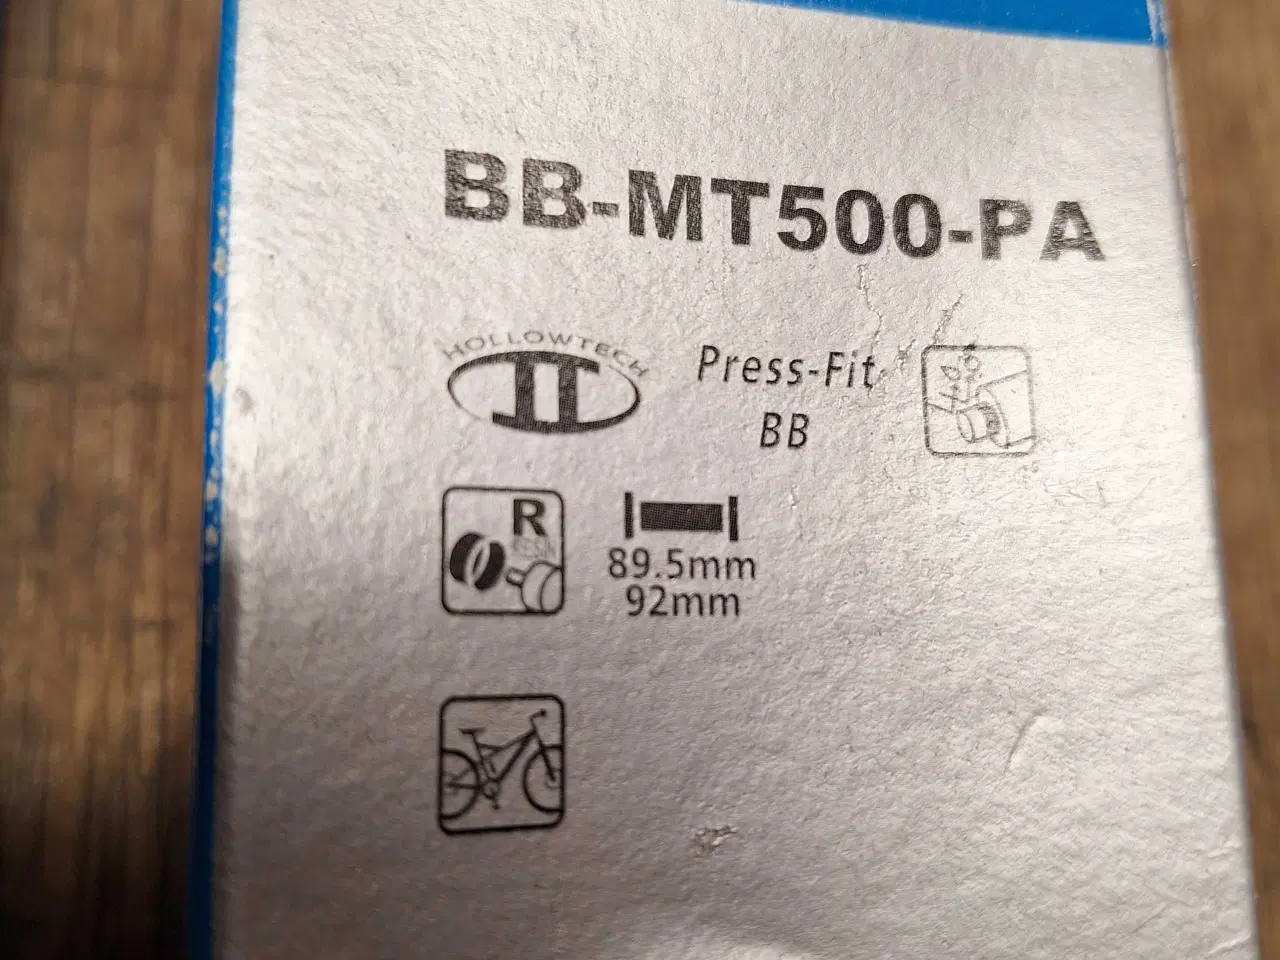 BB-MT500-PA
HOLLOWTECH
II
Press-Fit
BB
R
89.5mm
92mm